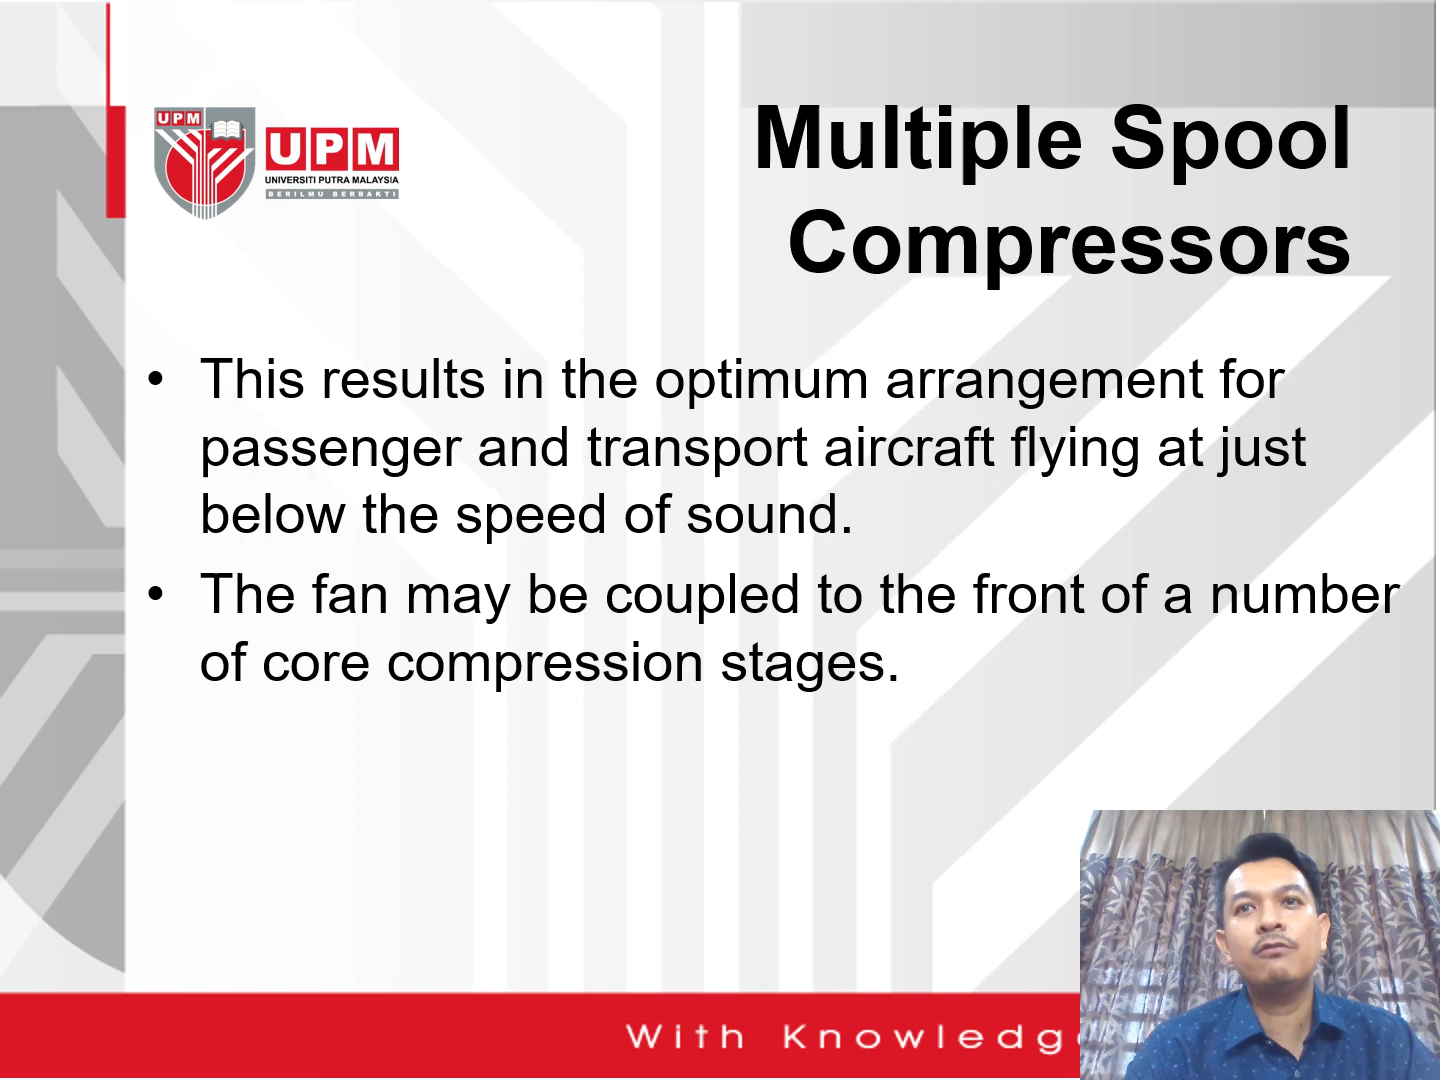 UPM
UPM
UNIVERSITI PUTRA MALAYSIA
BERILMU BERBAKTI
Multiple Spool
Compressors
• This results in the optimum arrangement for
passenger and transport aircraft flying at just
below the speed of sound.
• The fan may be coupled to the front of a number
of core compression stages.
With Knowledge